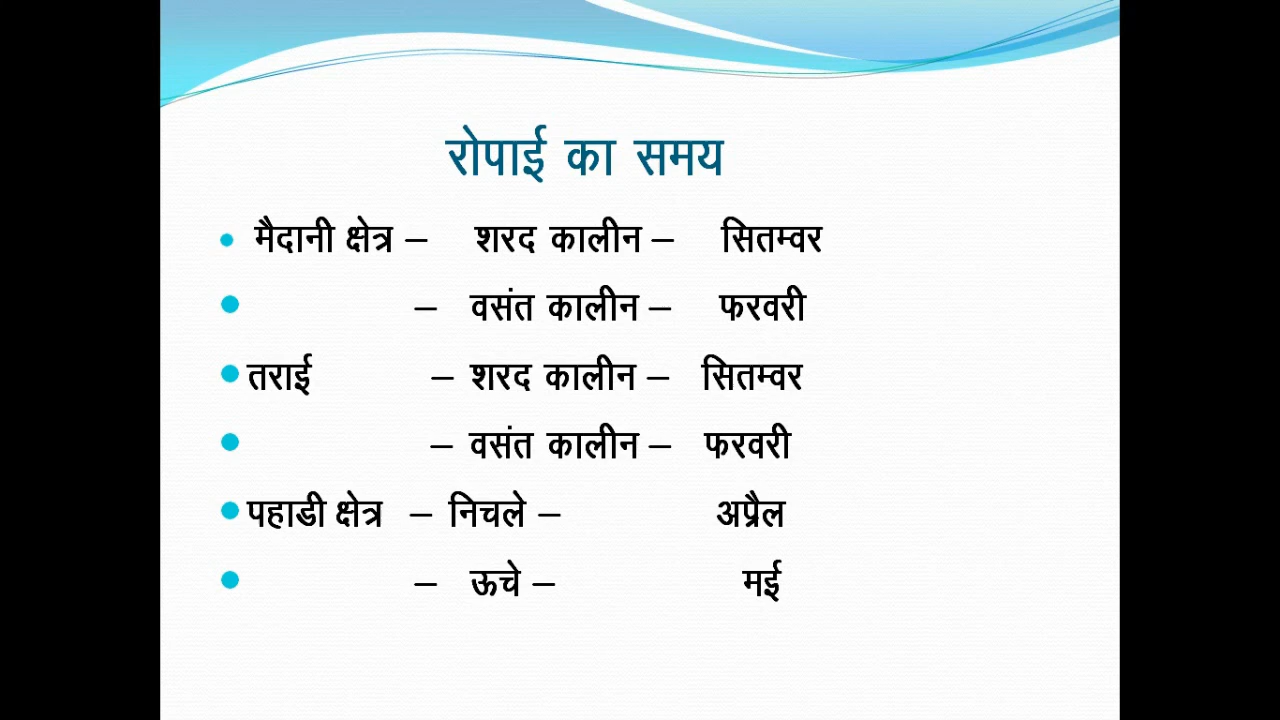 रोपाई का समय
• मैदानी क्षेत्र – शरद कालीन – सितम्वर
• – वसंत कालीन – फरवरी
• तराई – शरद कालीन – सितम्वर
• – वसंत कालीन – फरवरी
• पहाडी क्षेत्र – निचले – अप्रैल
• – ऊचे – मई